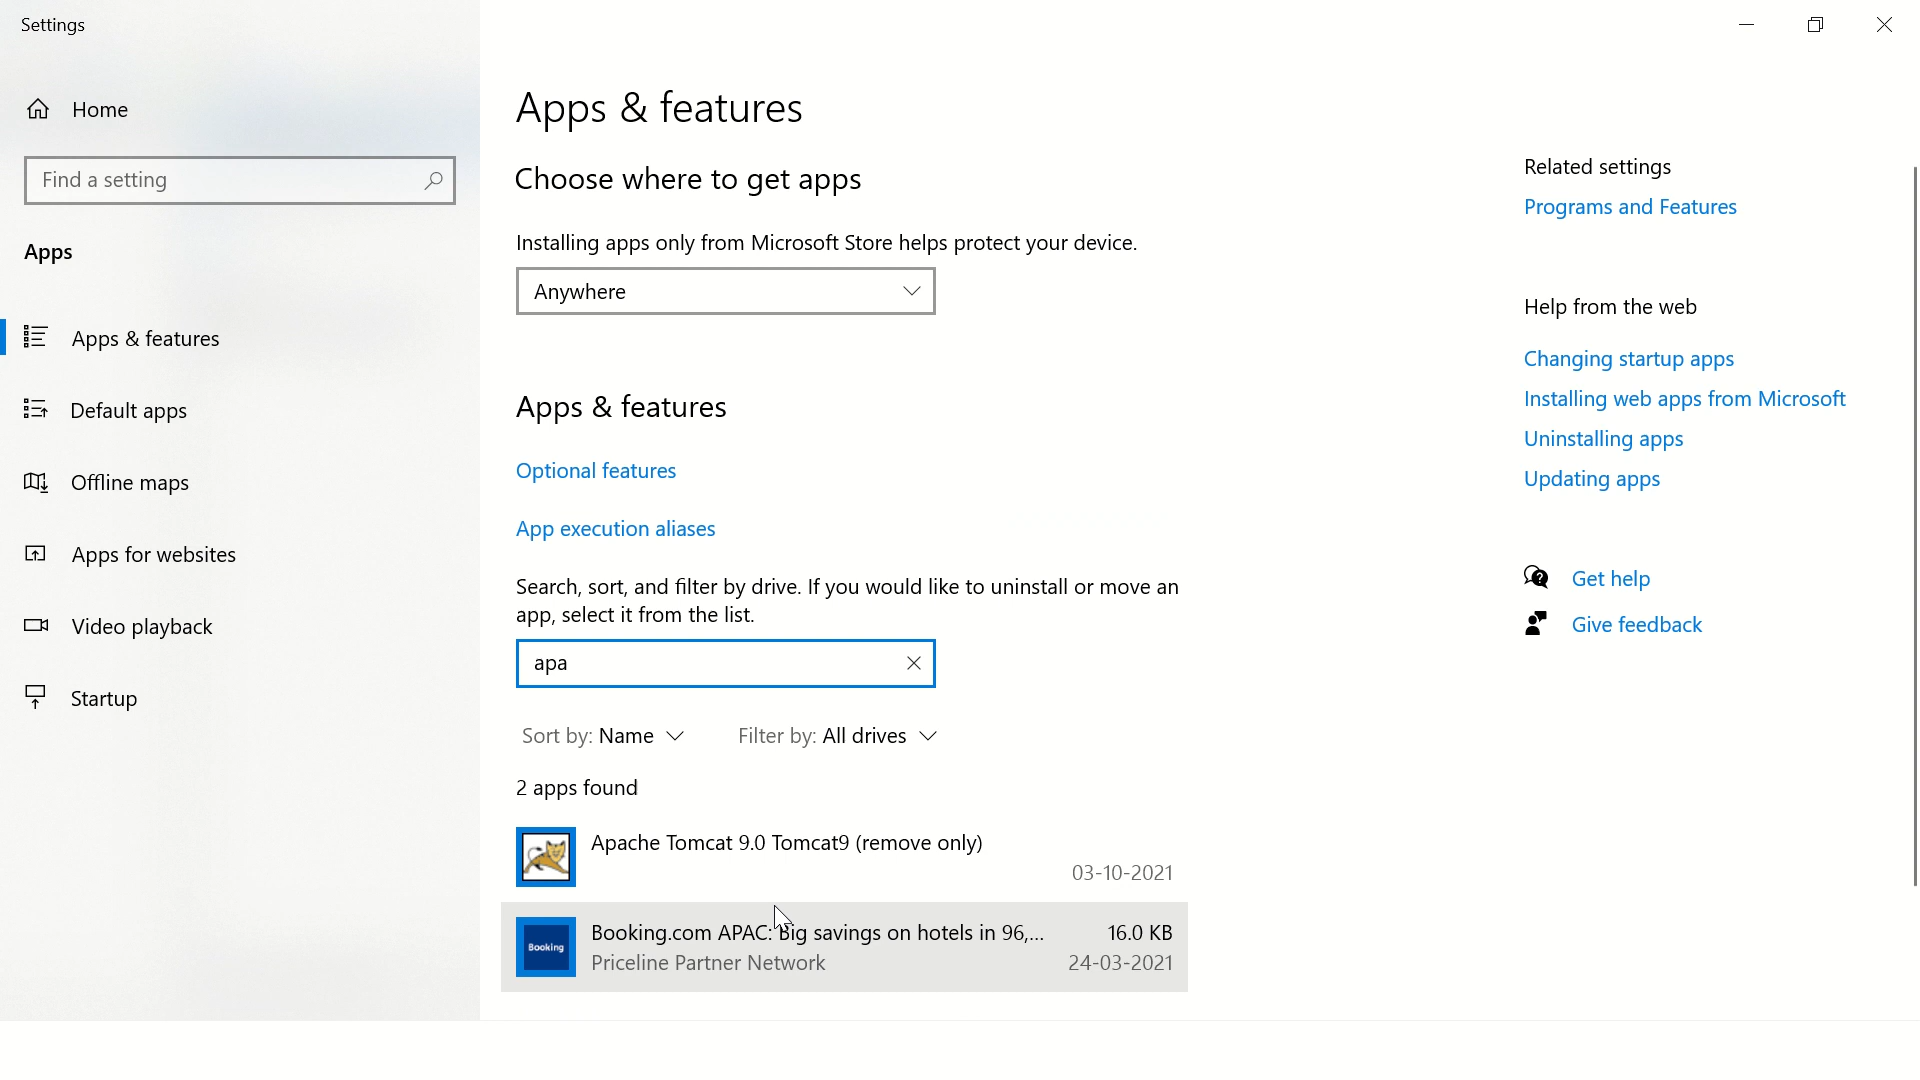 Settings
Home
Find a setting
Apps
Apps & features
Default apps
Offline maps
Apps for websites
Video playback
Startup
Apps & features
Choose where to get apps
Installing apps only from Microsoft Store helps protect your device.
Anywhere
Apps & features
Optional features
App execution aliases
Search, sort, and filter by drive. If you would like to uninstall or move an
app, select it from the list.
apa
Sort by: Name
Filter by: All drives
2 apps found
Apache Tomcat 9.0 Tomcat9 (remove only)
03-10-2021
Booking
Booking.com APAC: Big savings on hotels in 96,...
16.0 KB
Priceline Partner Network
24-03-2021
Related settings
Programs and Features
Help from the web
Changing startup apps
Installing web apps from Microsoft
Uninstalling apps
Updating apps
Get help
Give feedback